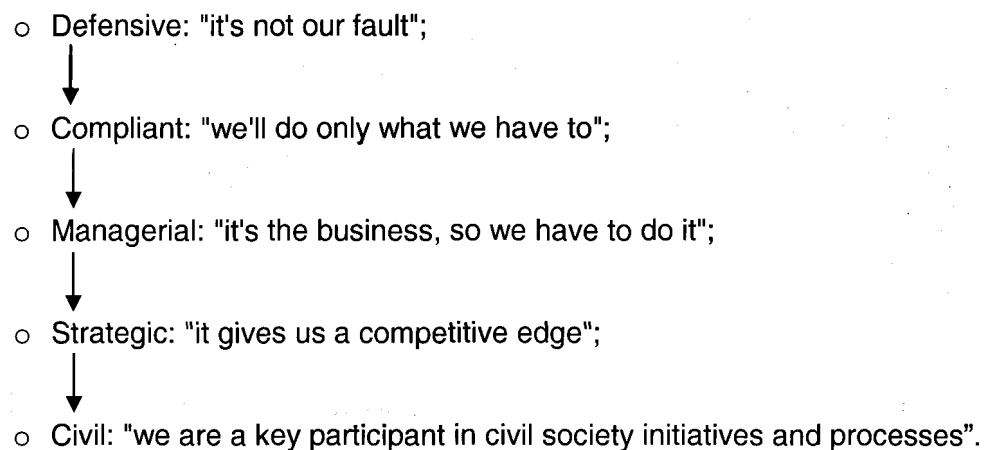 o Defensive: "it's not our fault";
o Compliant: "we'll do only what we have to";
o Managerial: "it's the business, so we have to do it";
o Strategic: "it gives us a competitive edge";
o Civil: "we are a key participant in civil society initiatives and processes”.